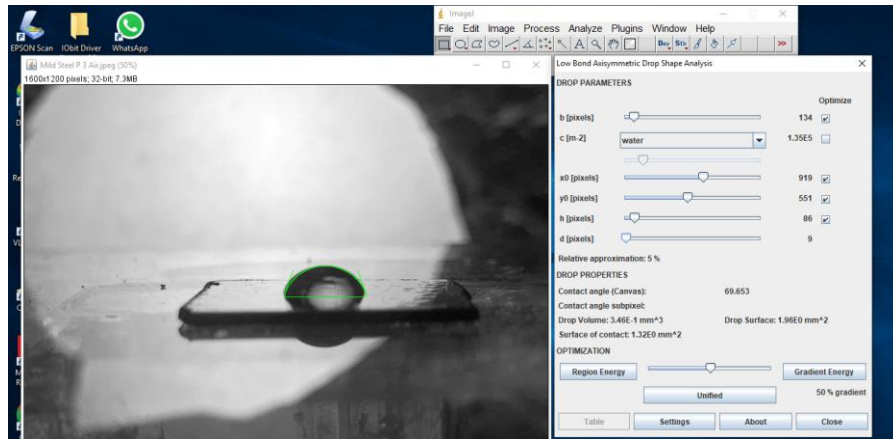 EPSON Scan IObit Driver WhatsApp
ImageJ
File Edit Image Process Analyze Plugins Window Help
Dev Stk >>
Mild Steel P 3 Air.jpeg (50%)
1600x1200 pixels; 32-bit; 7.3MB
Low Bond Axisymmetric Drop Shape Analysis
DROP PARAMETERS
Optimize
b [pixels] 134
c [m-2] water 1.35E5
x0 [pixels] 919
y0 [pixels] 551
h [pixels] 86
d [pixels] 9
Relative approximation: 5 %
DROP PROPERTIES
Contact angle (Canvas): 69.653
Contact angle subpixel:
Drop Volume: 3.46E-1 mm^3 Drop Surface: 1.96E0 mm^2
Surface of contact: 1.32E0 mm^2
OPTIMIZATION
Region Energy Gradient Energy
Unified 50 % gradient
Table Settings About Close